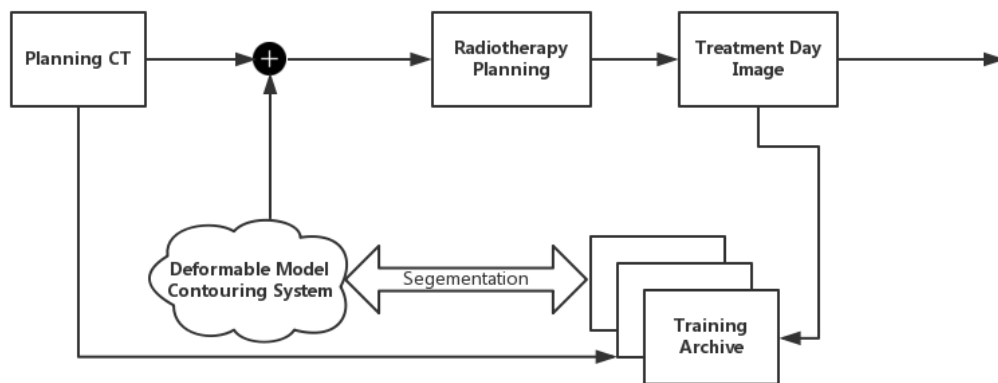 Planning CT
Radiotherapy
Planning
Treatment Day
Image
Deformable Model
Contouring System
Segementation
Training
Archive